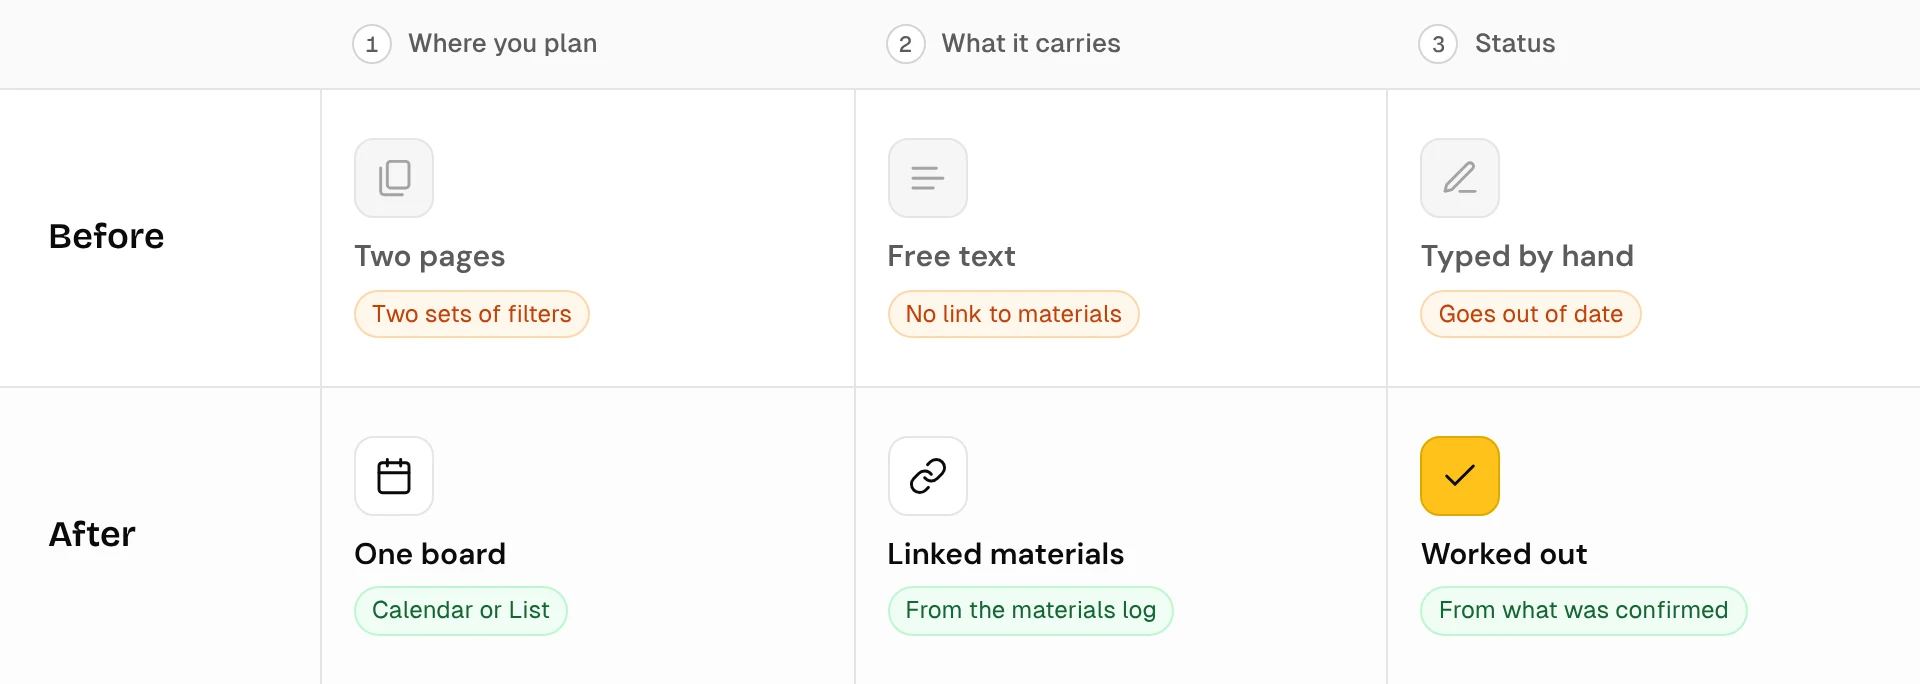 1 Where you plan
2 What it carries
3 Status
Before
Two pages
Two sets of filters
Free text
No link to materials
Typed by hand
Goes out of date
After
One board
Calendar or List
Linked materials
From the materials log
Worked out
From what was confirmed